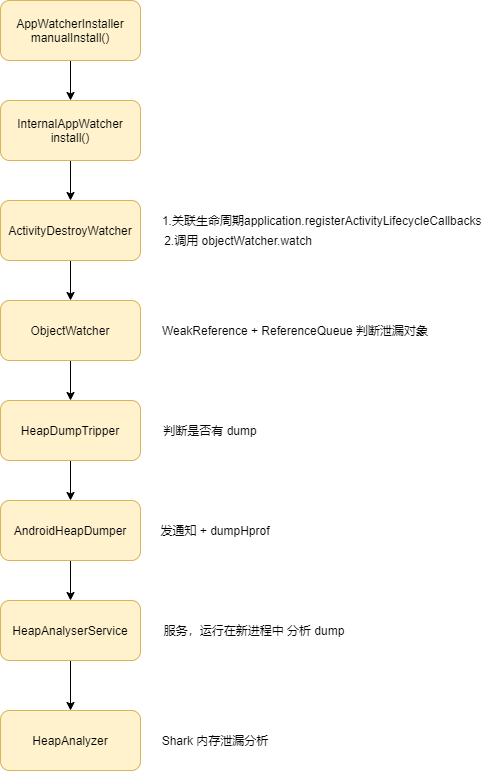 AppWatcherInstaller
manualInstall()
InternalAppWatcher
install()
ActivityDestroyWatcher
1.关联生命周期application.registerActivityLifecycleCallbacks
2.调用 objectWatcher.watch
ObjectWatcher
WeakReference + ReferenceQueue 判断泄漏对象
HeapDumpTripper
判断是否有 dump
AndroidHeapDumper
发通知 + dumpHprof
HeapAnalyserService
服务，运行在新进程中 分析 dump
HeapAnalyzer
Shark 内存泄漏分析